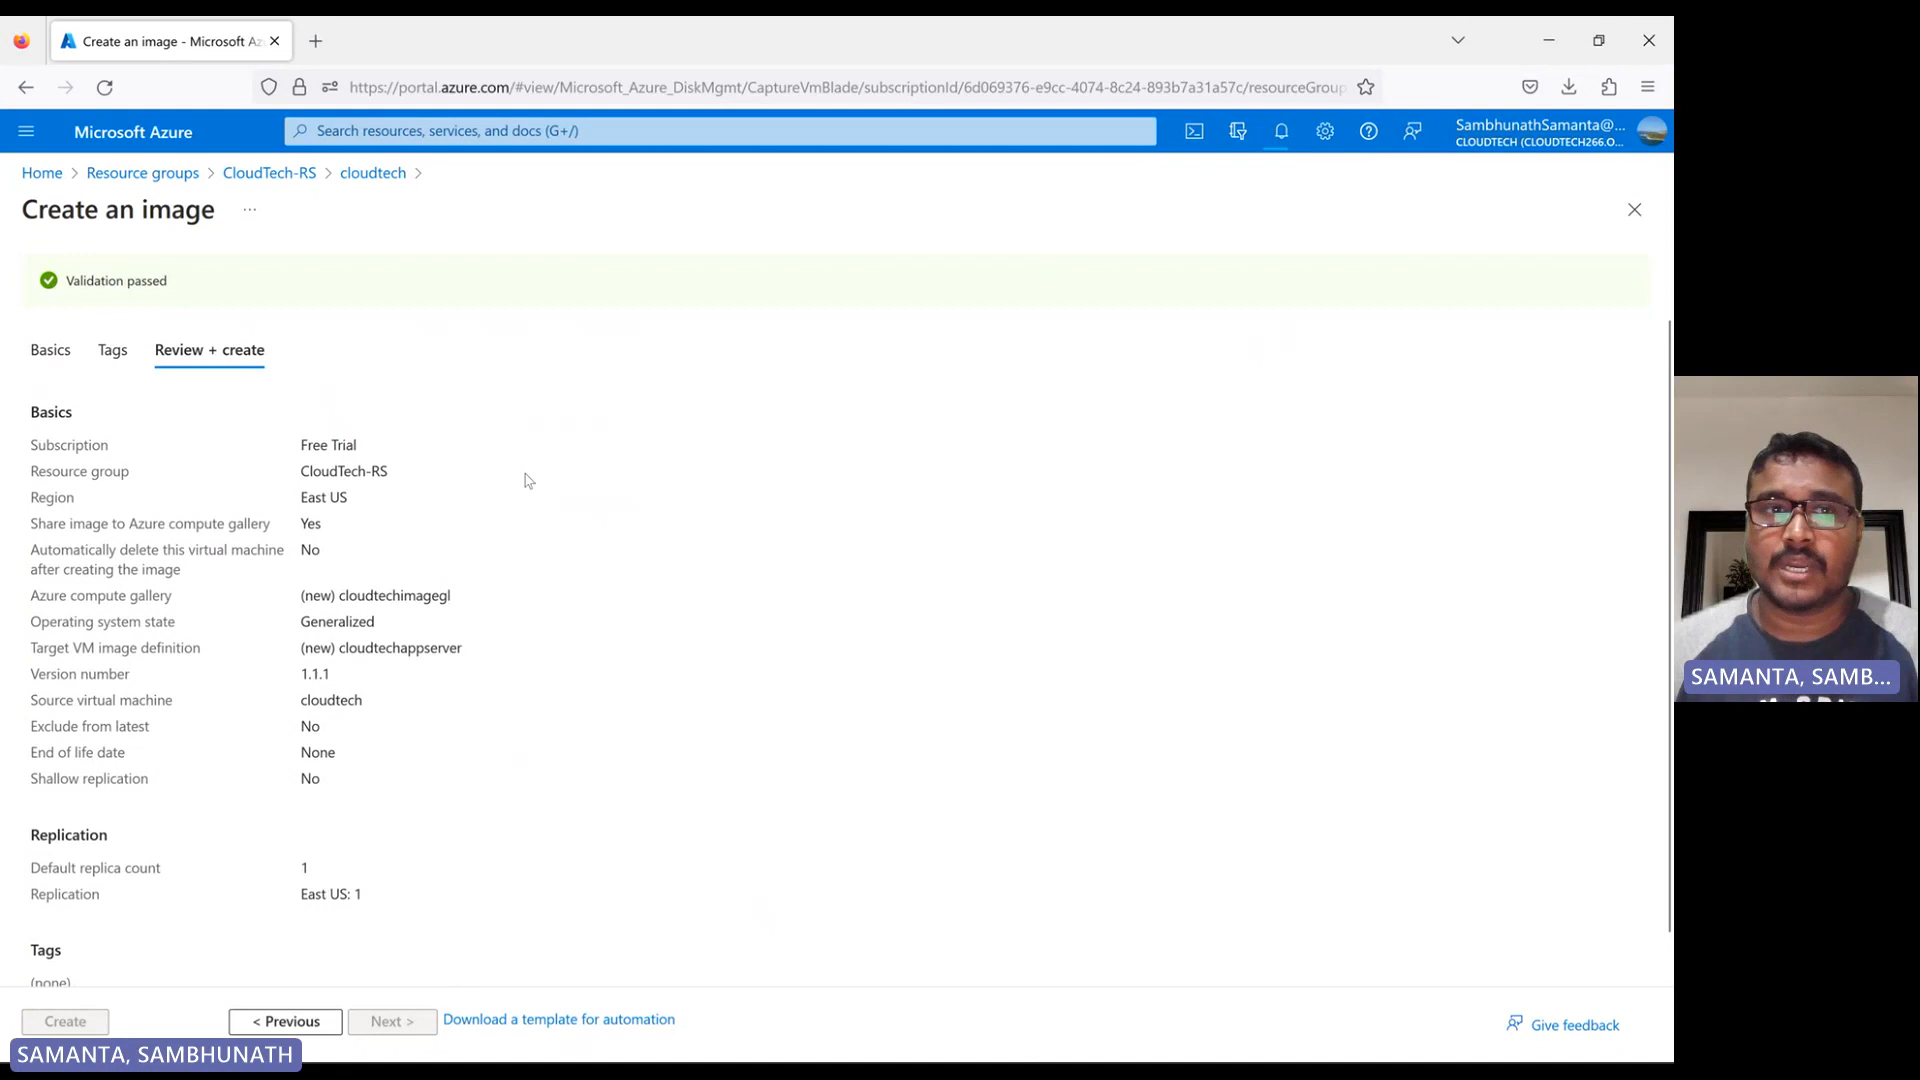 Create an image - Microsoft Az
https://portal.azure.com/#view/Microsoft_Azure_DiskMgmt/CaptureVmBlade/subscriptionId/6d069376-e9cc-4074-8c24-893b7a31a57c/resourceGroup
Microsoft Azure
Search resources, services, and docs (G+/)
SambhunathSamanta@...
CLOUDTECH (CLOUDTECH266.O...
Home > Resource groups > CloudTech-RS > cloudtech >
Create an image ...
Validation passed
Basics Tags Review + create
Basics
Subscription Free Trial
Resource group CloudTech-RS
Region East US
Share image to Azure compute gallery Yes
Automatically delete this virtual machine No
after creating the image
Azure compute gallery (new) cloudtechimagegl
Operating system state Generalized
Target VM image definition (new) cloudtechappserver
Version number 1.1.1
Source virtual machine cloudtech
Exclude from latest No
End of life date None
Shallow replication No
Replication
Default replica count 1
Replication East US: 1
Tags
(none)
Create < Previous Next > Download a template for automation
Give feedback
SAMANTA, SAMBHUNATH
SAMANTA, SAMB...